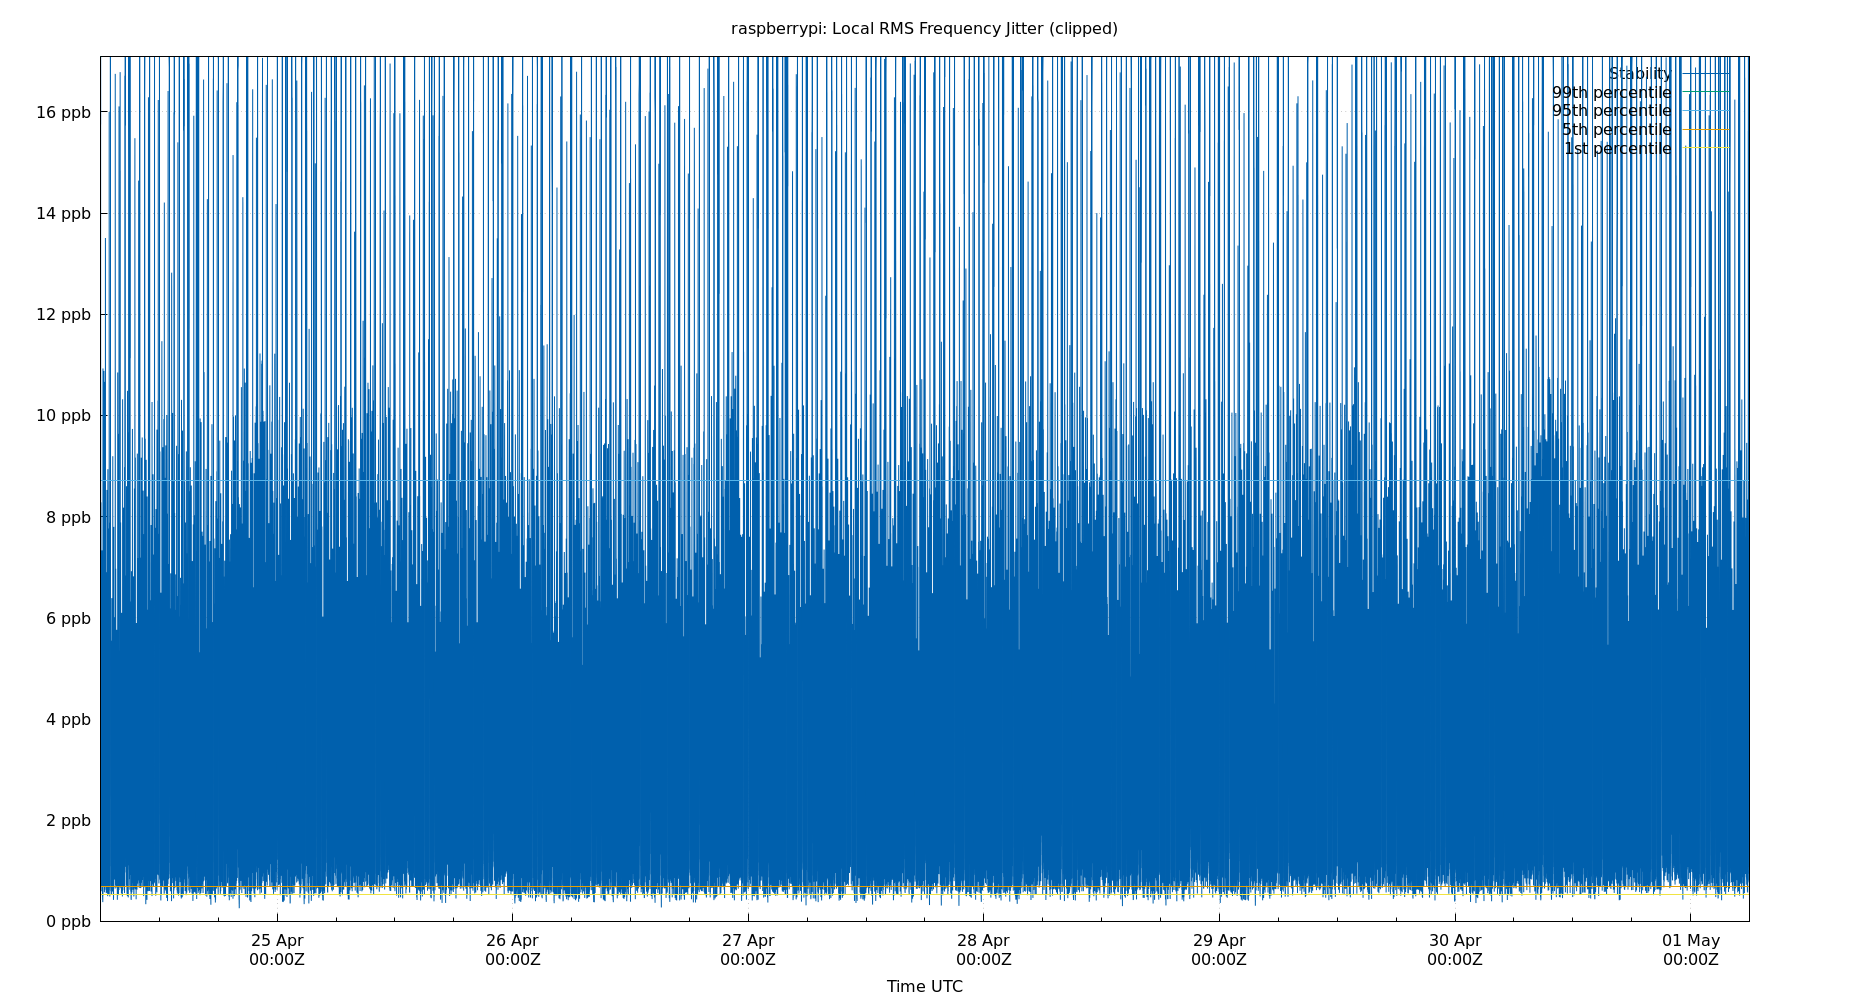 raspberrypi: Local RMS Frequency Jitter (clipped)
Stability
99th percentile
95th percentile
5th percentile
1st percentile
16 ppb
14 ppb
12 ppb
10 ppb
8 ppb
6 ppb
4 ppb
2 ppb
0 ppb
25 Apr 26 Apr 27 Apr 28 Apr 29 Apr 30 Apr 01 May
00:00Z 00:00Z 00:00Z 00:00Z 00:00Z 00:00Z 00:00Z
Time UTC